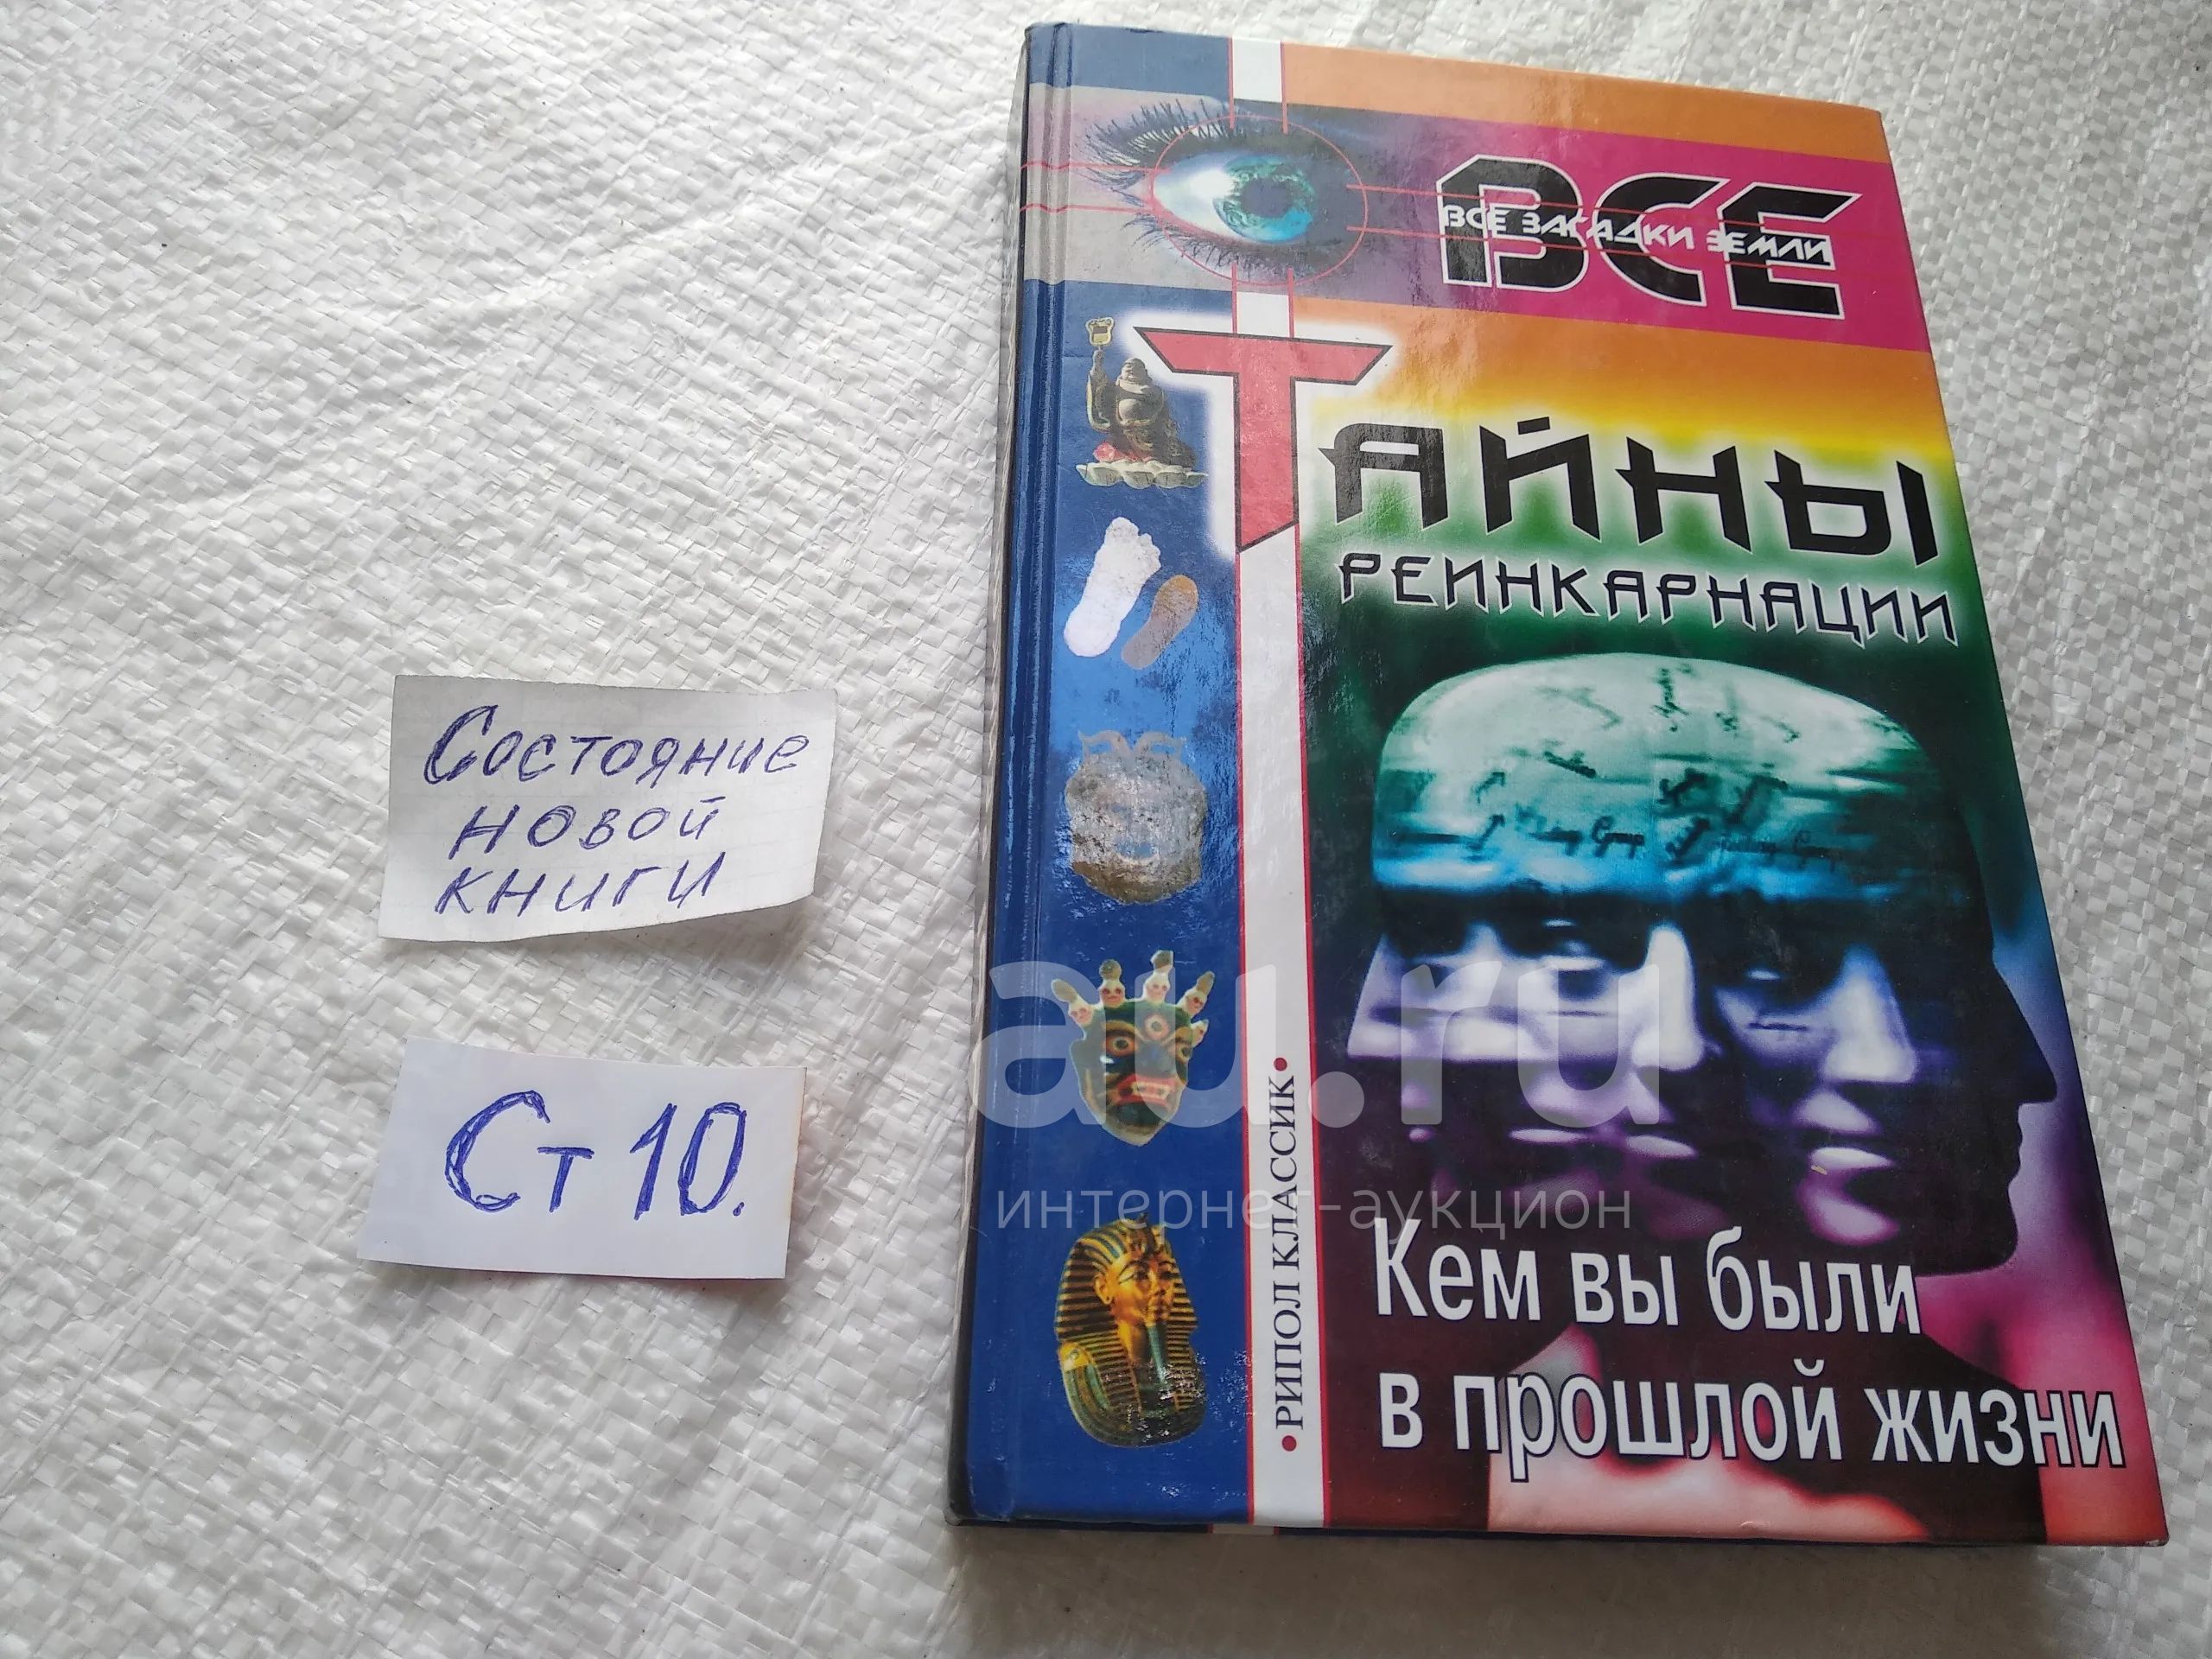 ВСЕ
ВСЕ ЗАГАДКИ ЗЕМЛИ
ТАЙНЫ
РЕИНКАРНАЦИИ
Состояние
новой
книги
Ст 10.
au.ru
интернет-аукцион
•РИПОЛ КЛАССИК•
Кем вы были
в прошлой жизни